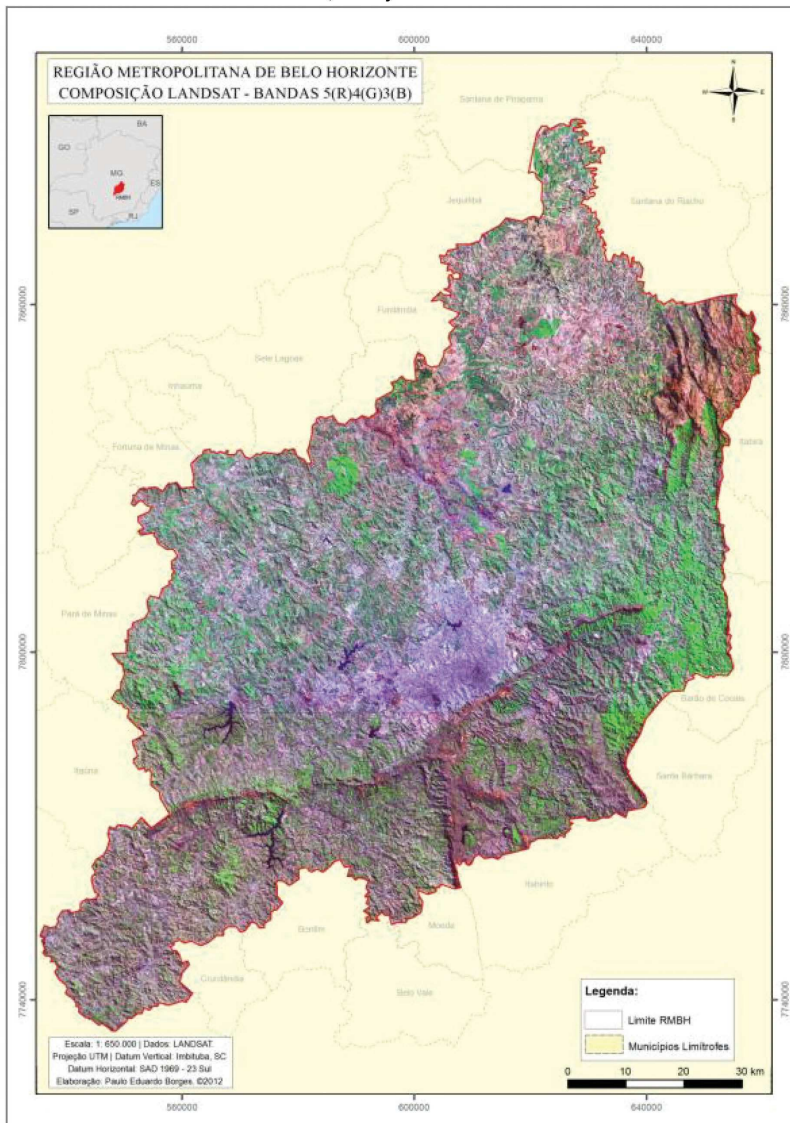 560000
600000
640000
REGIÃO METROPOLITANA DE BELO HORIZONTE
COMPOSIÇÃO LANDSAT - BANDAS 5(R)4(G)3(B)
N
W
E
S
BA
GO
MG
ES
RMBH
SP
RJ
Santana de Pirapama
Jequitibá
Santana do Riacho
7860000
7860000
Funilândia
Sete Lagoas
Inhaúma
Fortuna de Minas
Itabira
Pará de Minas
7800000
7800000
Barão de Cocais
Itaúna
Santa Bárbara
Itabirito
Bonfim
Moeda
Crucilândia
Belo Vale
7740000
7740000
Legenda:
Limite RMBH
Municípios Limítrofes
Escala: 1: 650.000 | Dados: LANDSAT.
Projeção UTM | Datum Vertical: Imbituba, SC
Datum Horizontal: SAD 1969 - 23 Sul
Elaboração: Paulo Eduardo Borges. ©2012
0 10 20 30 km
560000
600000
640000